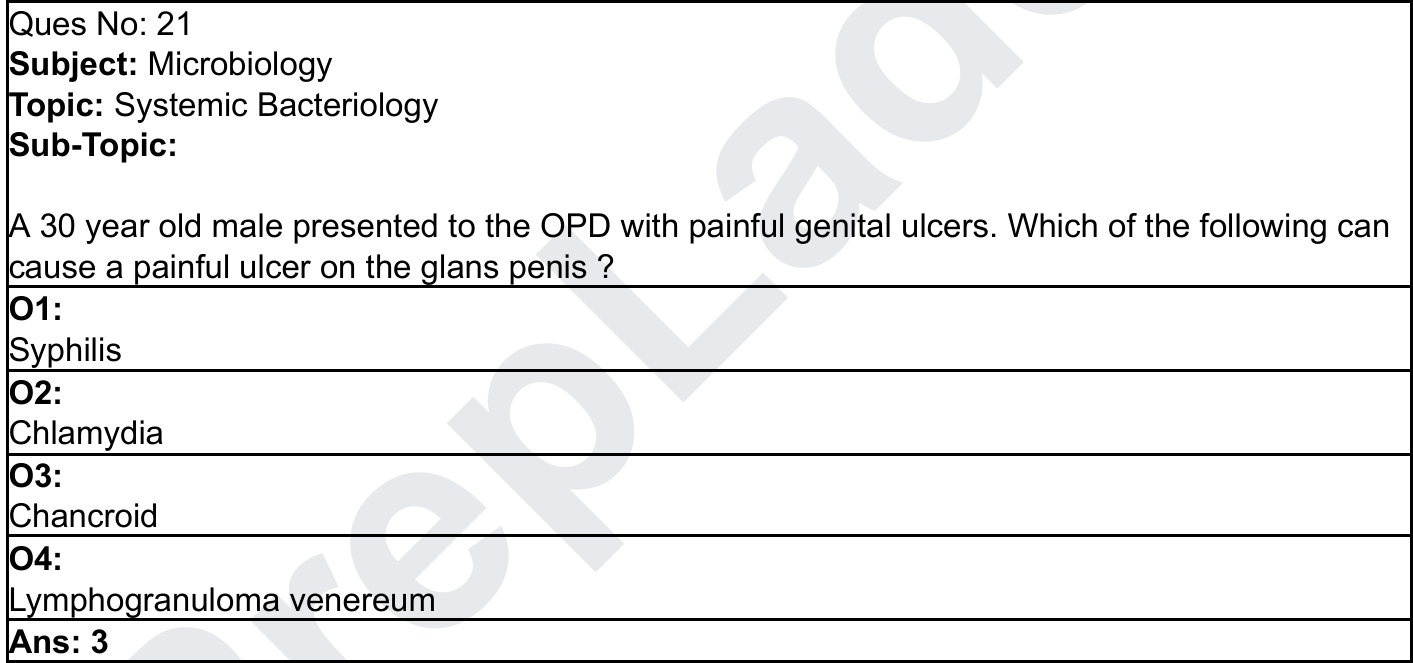 Ques No: 21
Subject: Microbiology
Topic: Systemic Bacteriology
Sub-Topic:
A 30 year old male presented to the OPD with painful genital ulcers. Which of the following can
cause a painful ulcer on the glans penis ?
O1:
Syphilis
O2:
Chlamydia
O3:
Chancroid
O4:
Lymphogranuloma venereum
Ans: 3